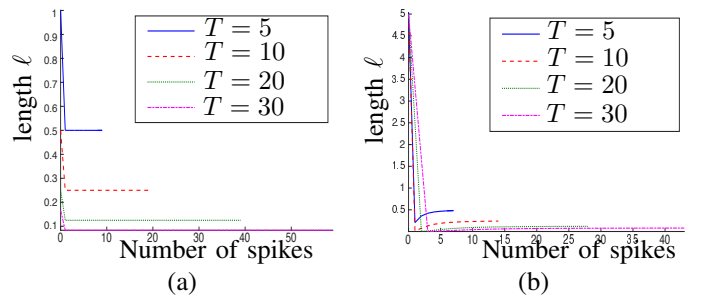 1
0.9
0.8
0.7
0.6
0.5
0.4
0.3
0.2
0.1
length ℓ
0 10 20 30 40 50
Number of spikes
T = 5
T = 10
T = 20
T = 30
(a)
5
4.5
4
3.5
3
2.5
2
1.5
1
0.5
length ℓ
0 5 10 15 20 25 30 35 40
Number of spikes
T = 5
T = 10
T = 20
T = 30
(b)